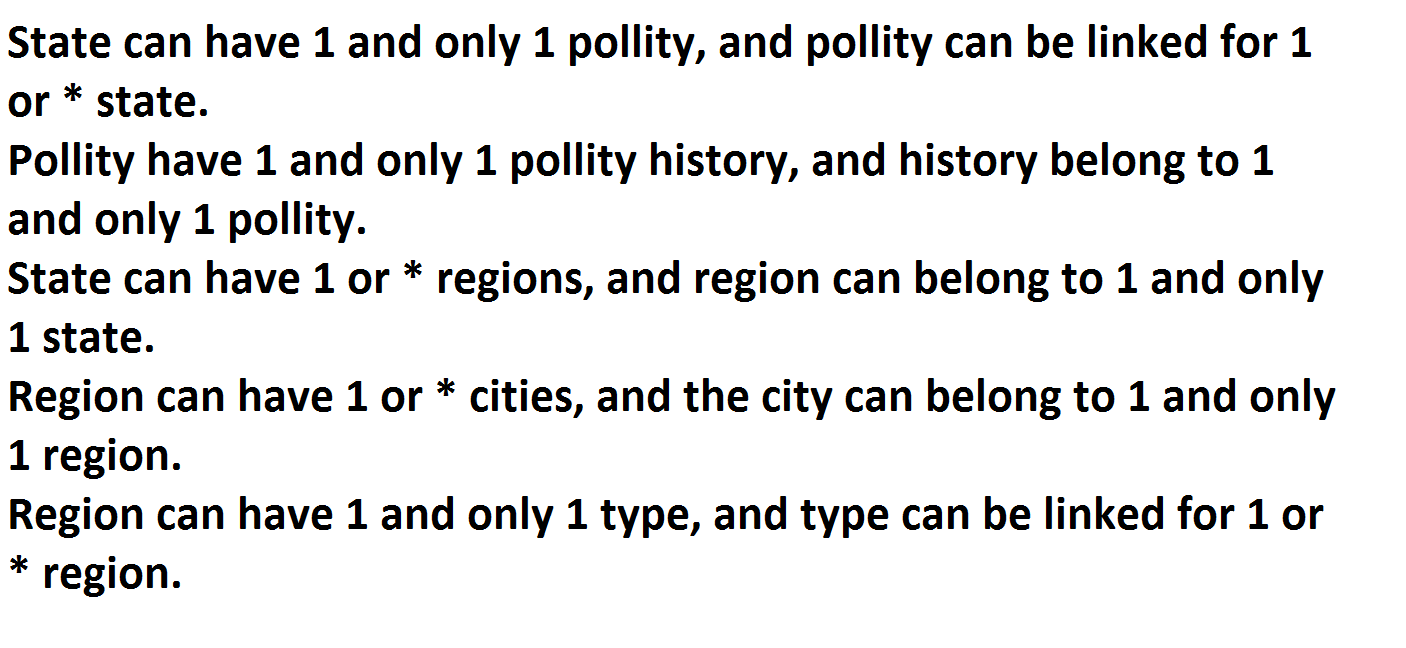 State can have 1 and only 1 pollity, and pollity can be linked for 1
or * state.
Pollity have 1 and only 1 pollity history, and history belong to 1
and only 1 pollity.
State can have 1 or * regions, and region can belong to 1 and only
1 state.
Region can have 1 or * cities, and the city can belong to 1 and only
1 region.
Region can have 1 and only 1 type, and type can be linked for 1 or
* region.